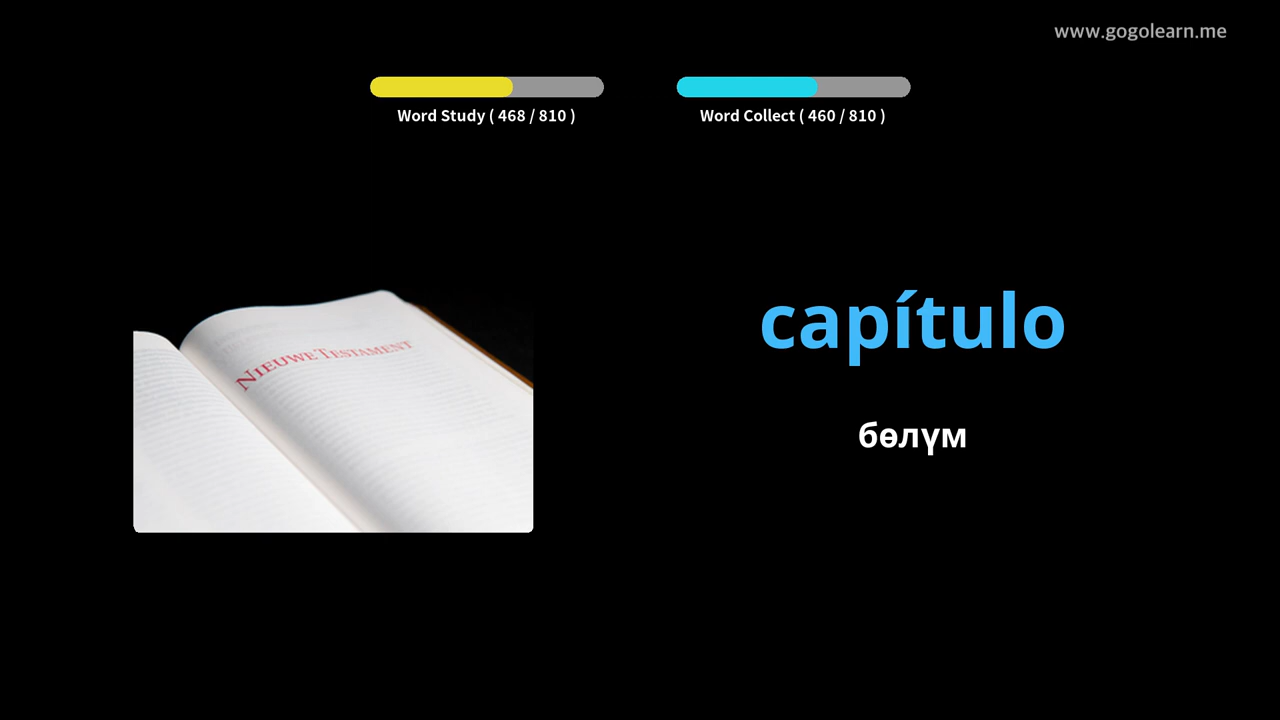 www.gogolearn.me
Word Study ( 468 / 810 )
Word Collect ( 460 / 810 )
NIEUWE TESTAMENT
capítulo
бөлүм